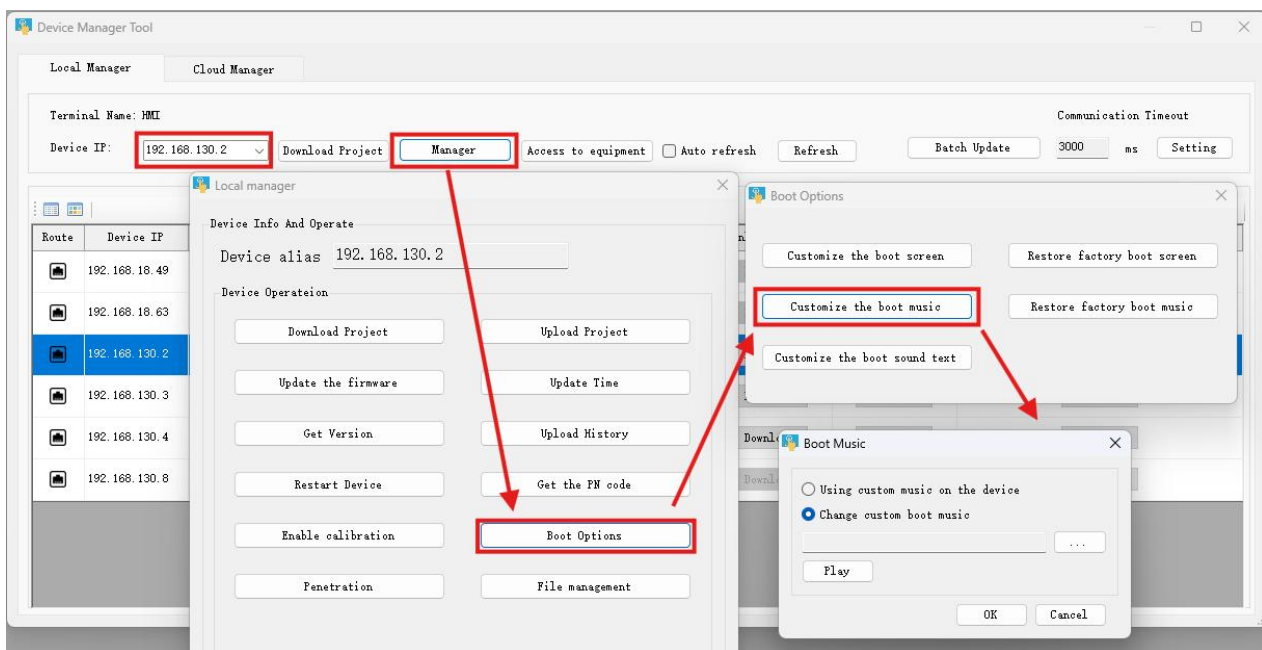 Device Manager Tool
Local Manager
Cloud Manager
Terminal Name: HMI
Communication Timeout
Device IP:
192.168.130.2
Download Project
Manager
Access to equipment
Auto refresh
Refresh
Batch Update
3000
ms
Setting
Route
Device IP
192.168.18.49
192.168.18.63
192.168.130.2
192.168.130.3
192.168.130.4
192.168.130.8
Local manager
Device Info And Operate
Device alias
192.168.130.2
Device Operateion
Download Project
Upload Project
Update the firmware
Update Time
Get Version
Upload History
Restart Device
Get the PN code
Enable calibration
Boot Options
Penetration
File management
Boot Options
Customize the boot screen
Restore factory boot screen
Customize the boot music
Restore factory boot music
Customize the boot sound text
Boot Music
Using custom music on the device
Change custom boot music
...
Play
OK
Cancel